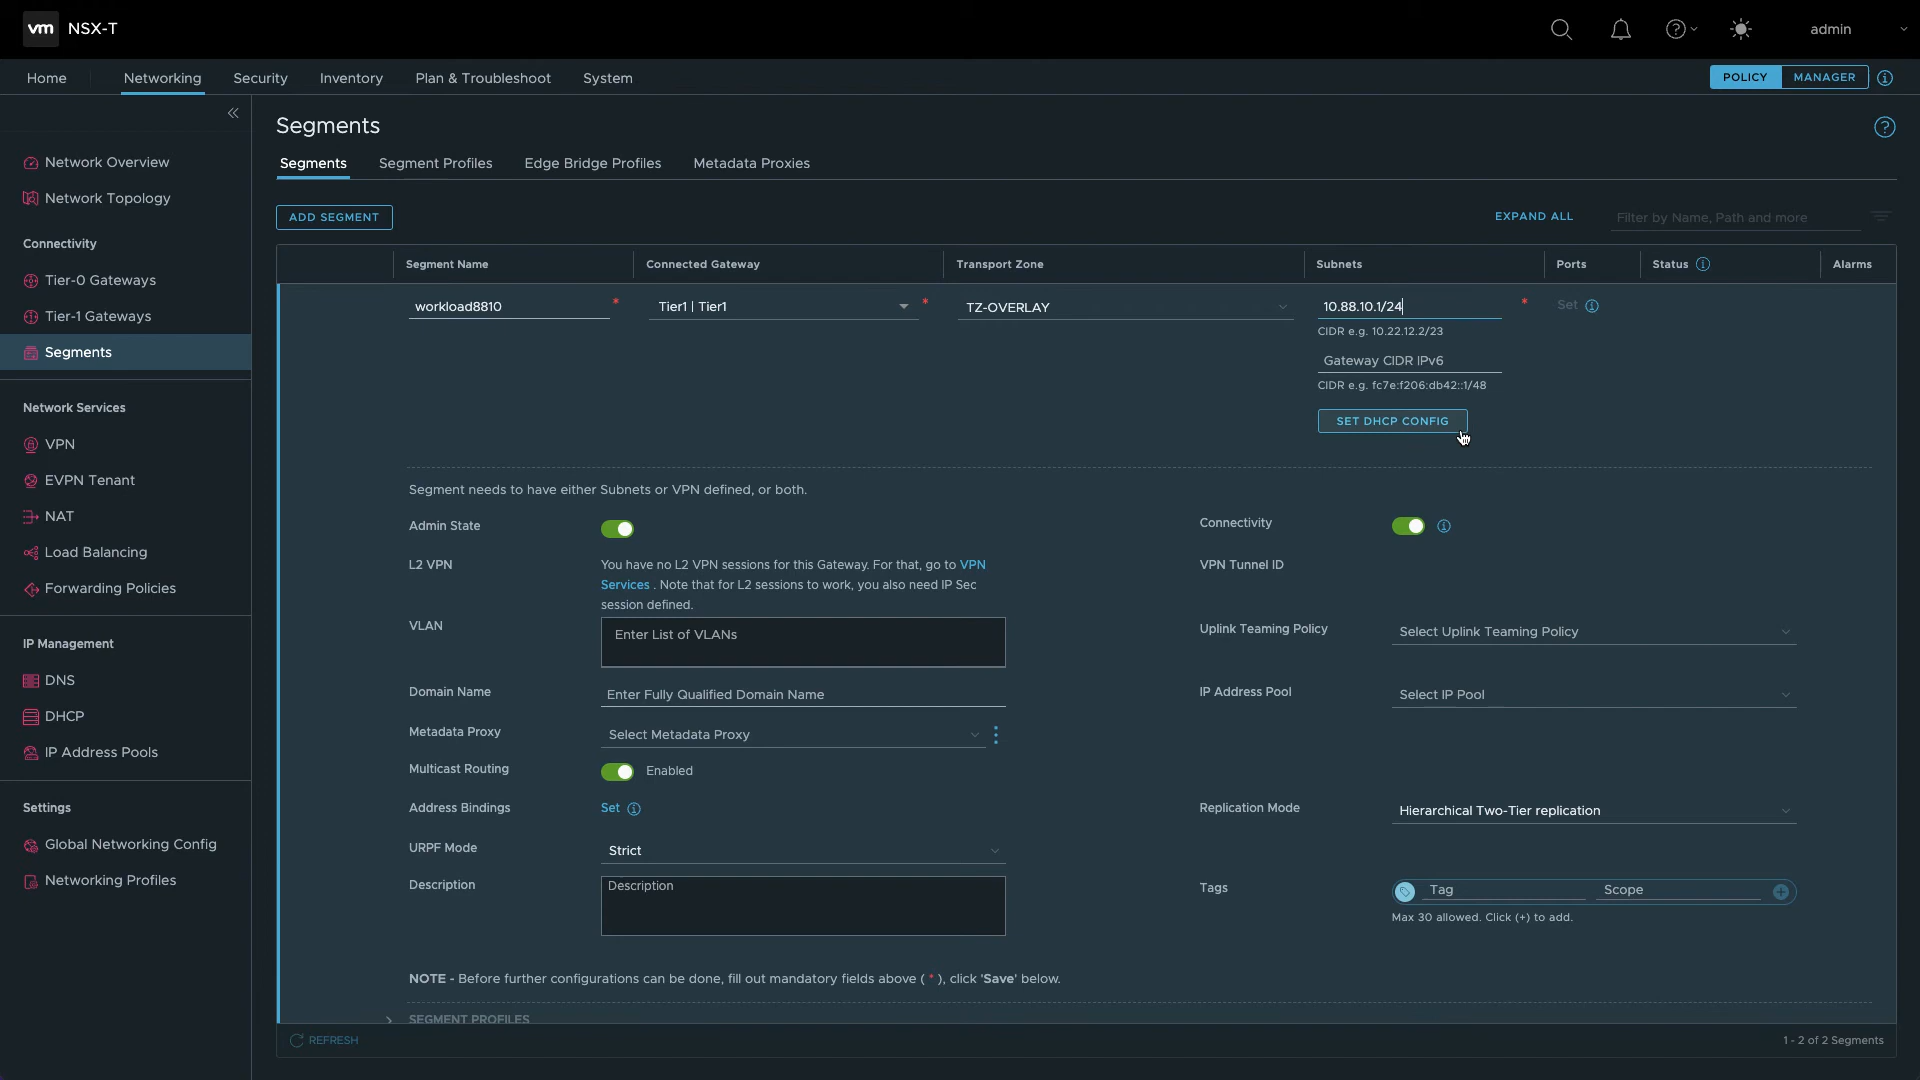 vm NSX-T
admin
Home Networking Security Inventory Plan & Troubleshoot System
POLICY MANAGER
Network Overview
Network Topology
Connectivity
Tier-0 Gateways
Tier-1 Gateways
Segments
Network Services
VPN
EVPN Tenant
NAT
Load Balancing
Forwarding Policies
IP Management
DNS
DHCP
IP Address Pools
Settings
Global Networking Config
Networking Profiles
Segments
Segments Segment Profiles Edge Bridge Profiles Metadata Proxies
ADD SEGMENT
EXPAND ALL
Filter by Name, Path and more
Segment Name Connected Gateway Transport Zone Subnets Ports Status Alarms
workload8810 * Tier1 | Tier1 * TZ-OVERLAY 10.88.10.1/24 * Set
CIDR e.g. 10.22.12.2/23
Gateway CIDR IPv6
CIDR e.g. fc7e:f206:db42::1/48
SET DHCP CONFIG
Segment needs to have either Subnets or VPN defined, or both.
Admin State
Connectivity
L2 VPN
You have no L2 VPN sessions for this Gateway. For that, go to VPN
Services . Note that for L2 sessions to work, you also need IP Sec
session defined.
VPN Tunnel ID
VLAN
Enter List of VLANs
Uplink Teaming Policy
Select Uplink Teaming Policy
Domain Name
Enter Fully Qualified Domain Name
IP Address Pool
Select IP Pool
Metadata Proxy
Select Metadata Proxy
Multicast Routing
Enabled
Address Bindings
Set
Replication Mode
Hierarchical Two-Tier replication
URPF Mode
Strict
Description
Description
Tags
Tag
Scope
Max 30 allowed. Click (+) to add.
NOTE - Before further configurations can be done, fill out mandatory fields above ( * ), click 'Save' below.
SEGMENT PROFILES
REFRESH
1 - 2 of 2 Segments